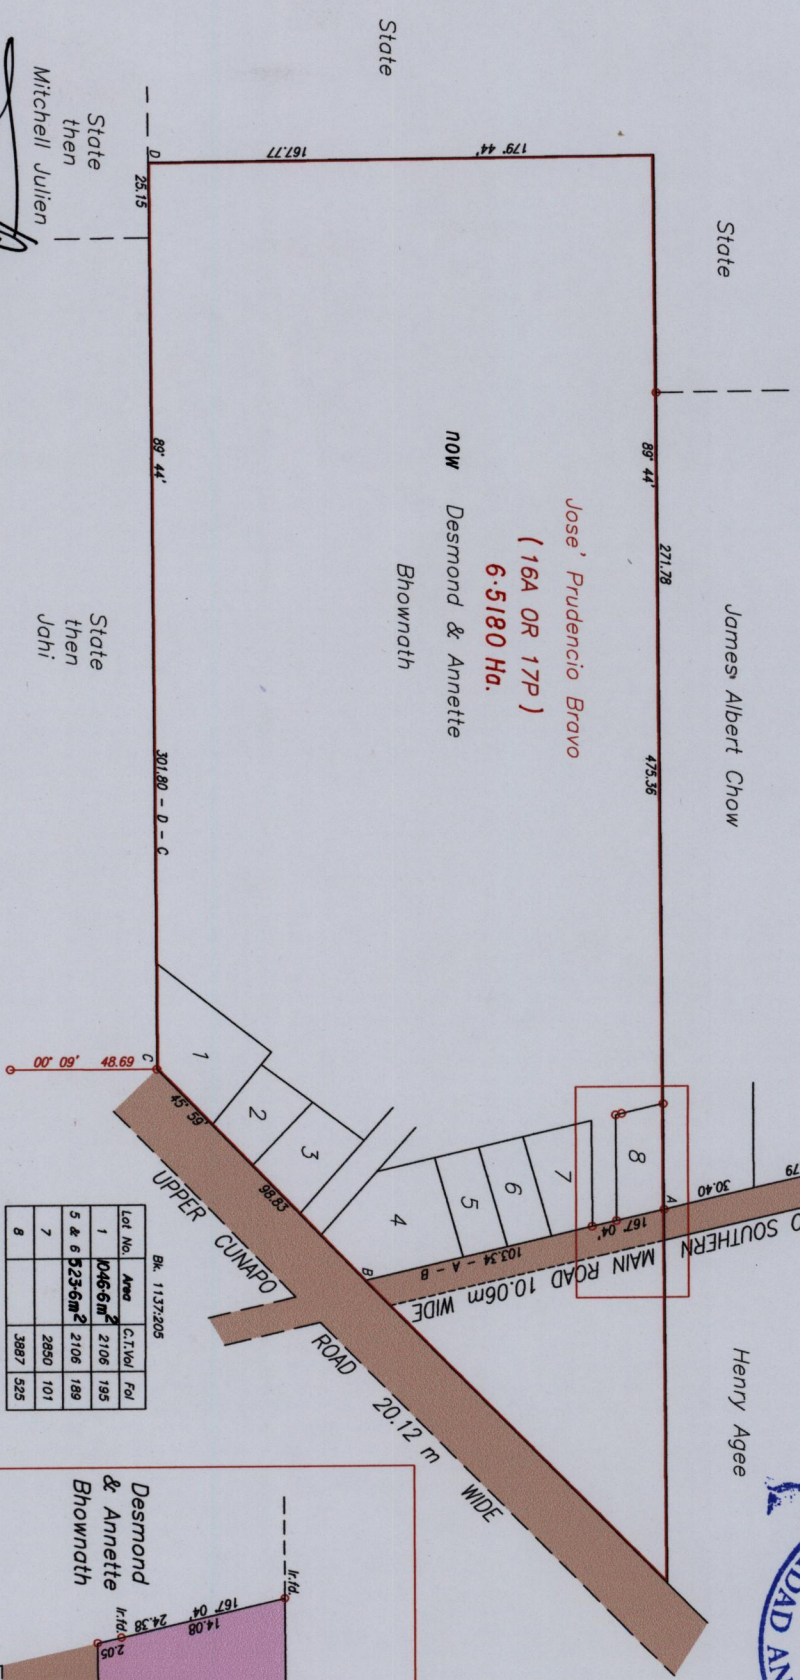 State
State
State
then
Mitchell Julien
D
25.15
167.77
179° 44'
89° 44'
89° 44'
271.78
475.36
James Albert Chow
Jose' Prudencio Bravo
( 16A 0R 17P )
6.5180 Ha.
now Desmond & Annette
Bhownath
State
then
Jahi
301.80 - D - C
C
48.69
00° 09'
1
2
3
4
5
6
7
8
45° 59'
98.83
B
103.34 - A - B
167° 04'
A
30.40
79
SOUTHERN MAIN ROAD 10.06m WIDE
UPPER CUNAPO ROAD 20.12 m WIDE
Henry Agee
Bk. 1137:205
Lot No. Area C.T.Vol Fol
1 1046.6m² 2106 195
5 & 6 523.6m² 2106 189
7 2850 101
8 3887 525
Desmond
& Annette
Bhownath
Ir.fd.
Ir.fd.
167° 04'
24.38
14.08
2.05
DAD AN